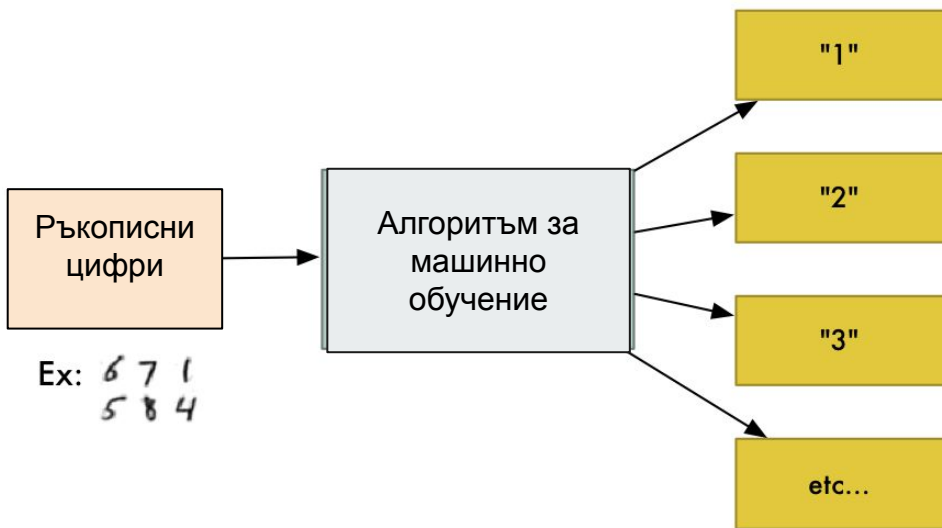 "1"
"2"
Ръкописни
цифри
Алгоритъм за
машинно
обучение
"3"
Ex: 6 7 1
5 8 4
etc...